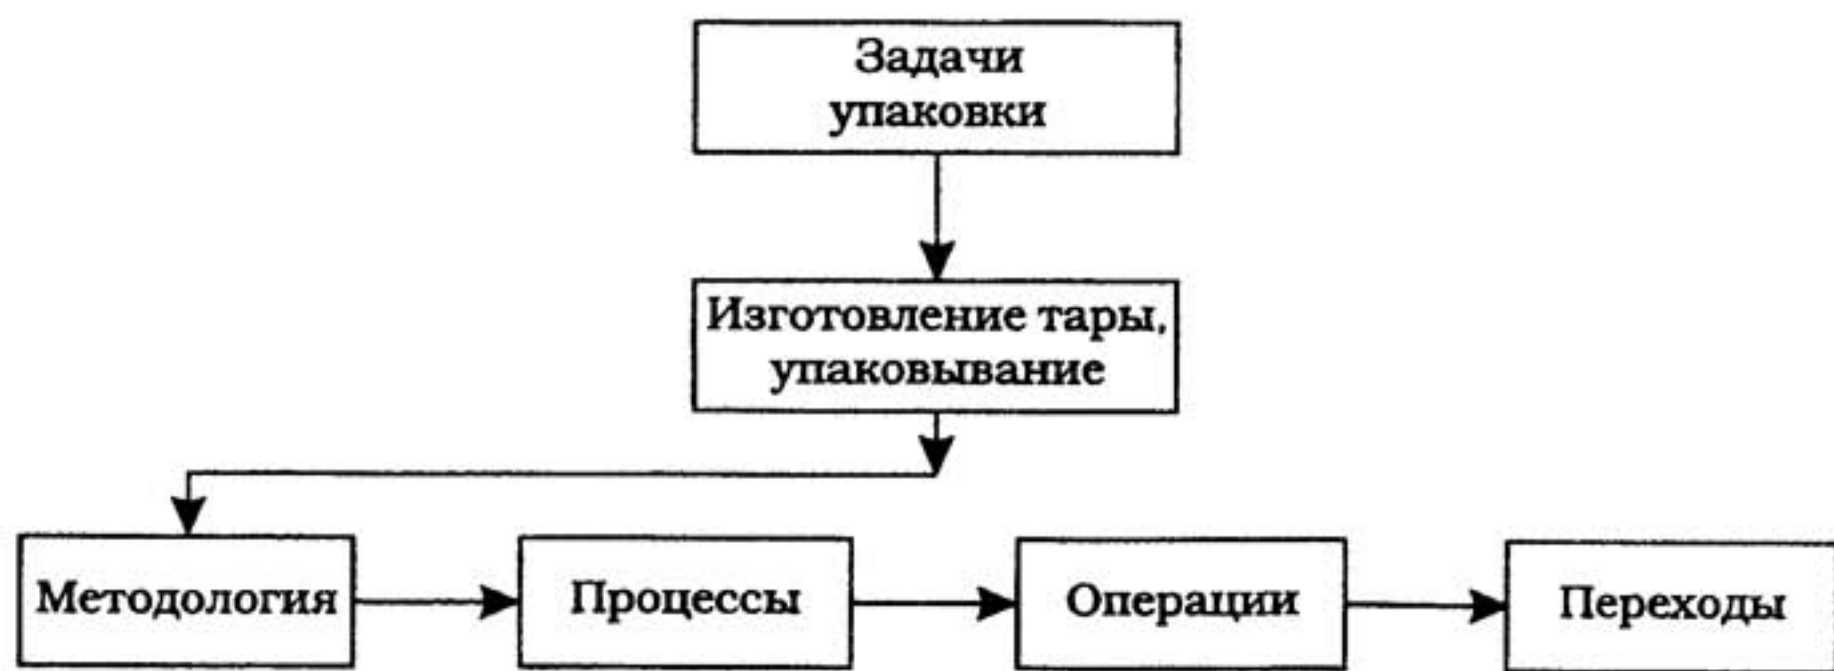 Задачи
упаковки
Изготовление тары,
упаковывание
Методология
Процессы
Операции
Переходы